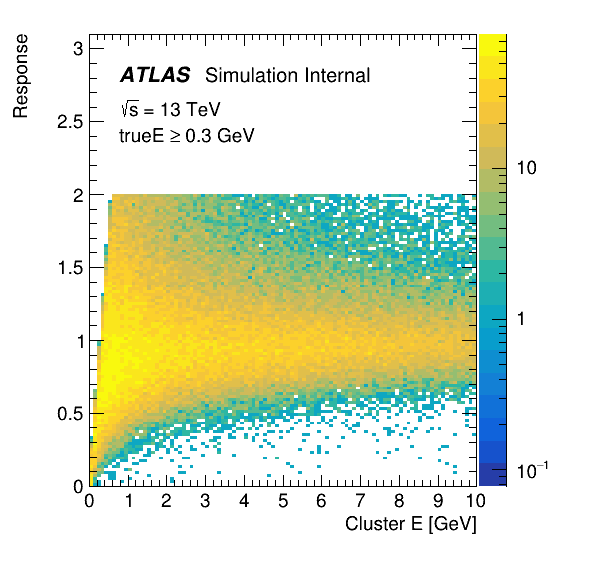 Response
3
2.5
2
1.5
1
0.5
0
ATLAS Simulation Internal
√s = 13 TeV
trueE ≥ 0.3 GeV
10
1
10⁻¹
0 1 2 3 4 5 6 7 8 9 10
Cluster E [GeV]